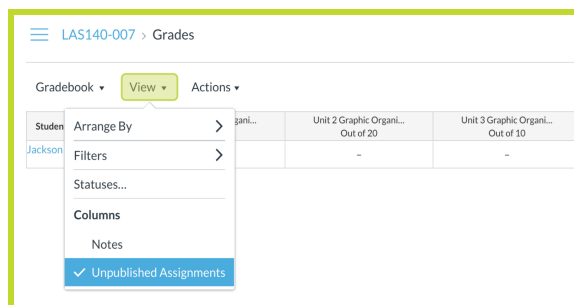 LAS140-007 > Grades
Gradebook View Actions
Studen gani... Unit 2 Graphic Organi... Unit 3 Graphic Organi...
Out of 20 Out of 10
Arrange By
Jackson – –
Filters
Statuses...
Columns
Notes
Unpublished Assignments